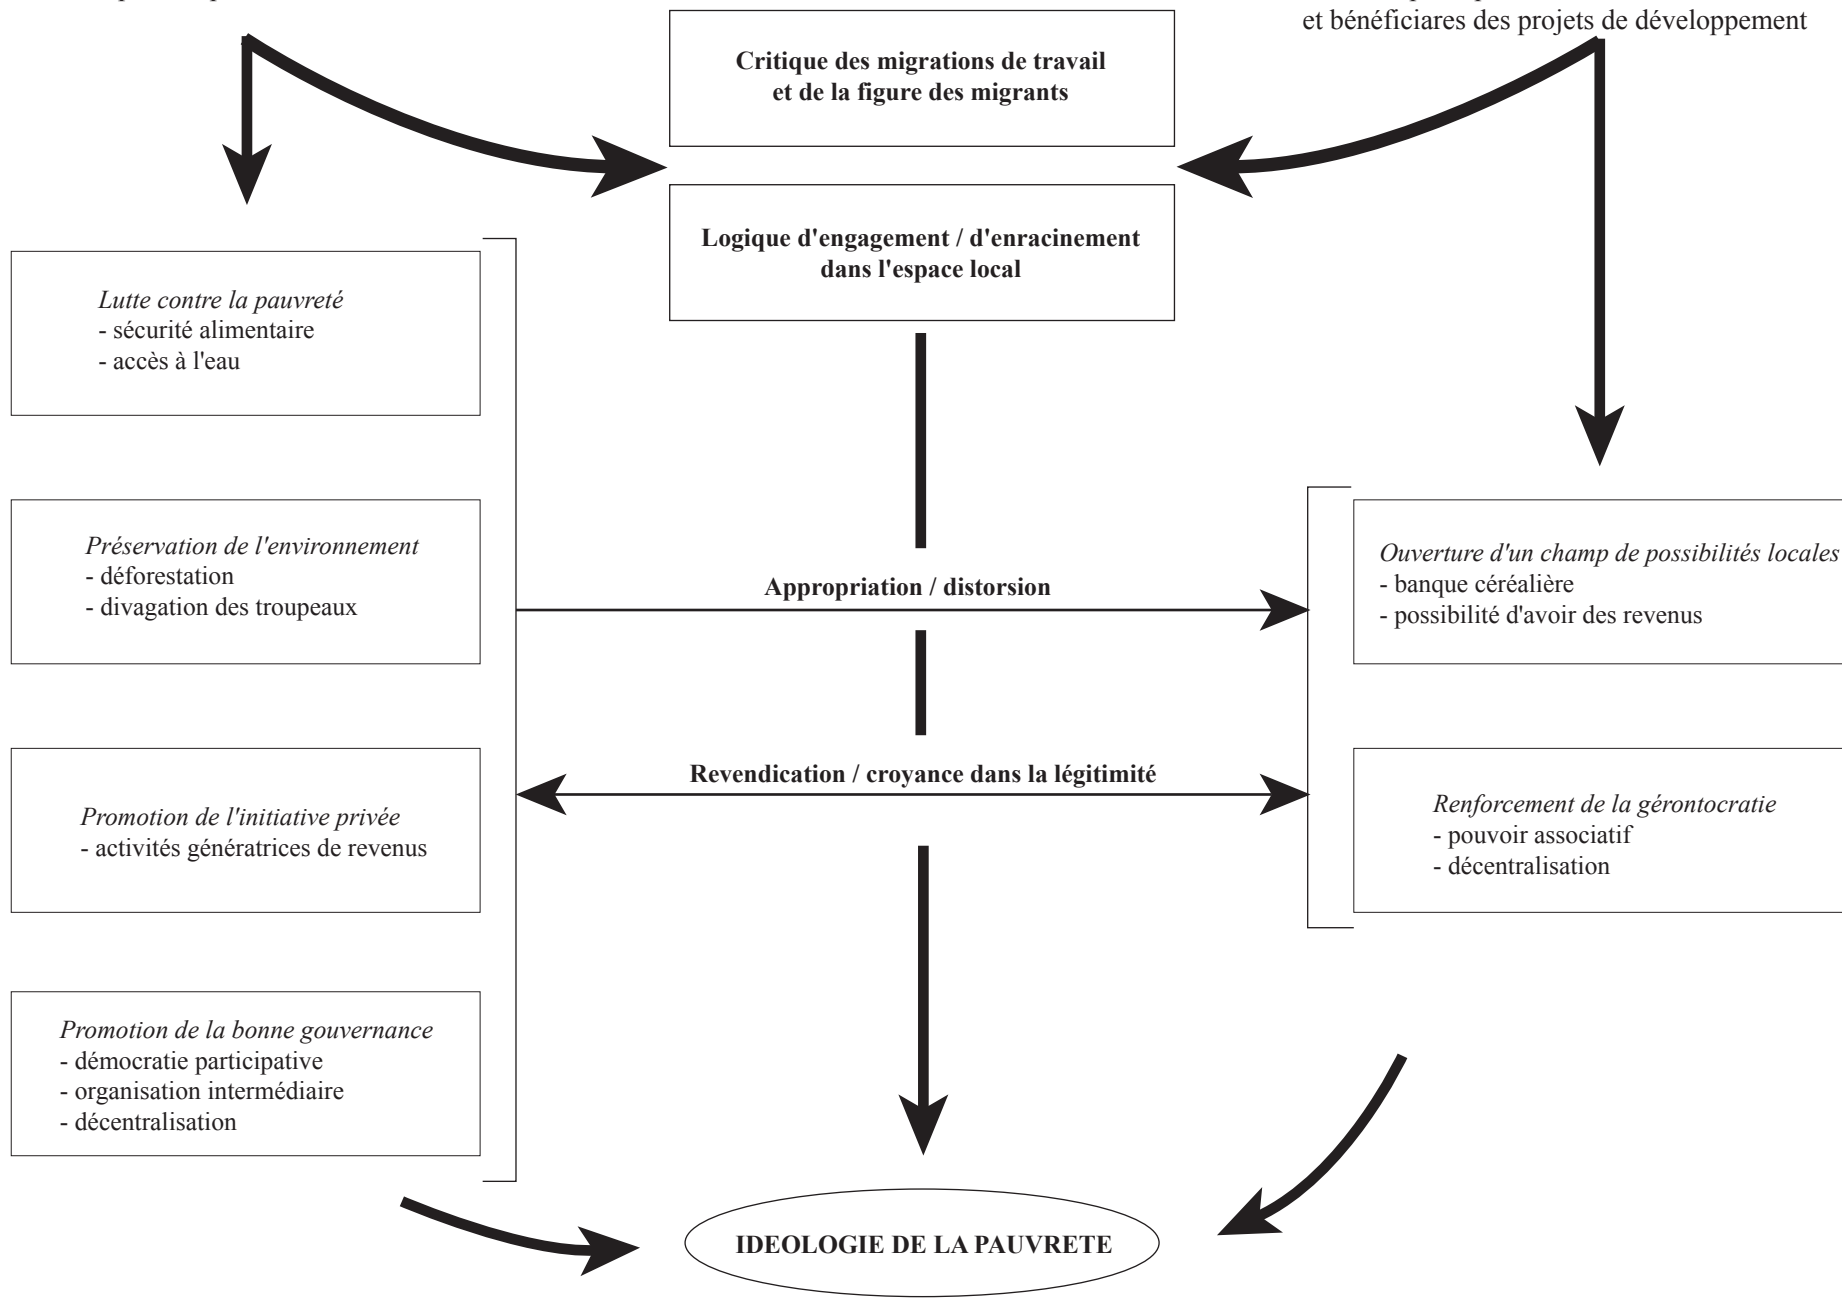 et bénéficiares des projets de développement
Critique des migrations de travail
et de la figure des migrants
Logique d'engagement / d'enracinement
dans l'espace local
Lutte contre la pauvreté
- sécurité alimentaire
- accès à l'eau
Préservation de l'environnement
- déforestation
- divagation des troupeaux
Appropriation / distorsion
Ouverture d'un champ de possibilités locales
- banque céréalière
- possibilité d'avoir des revenus
Revendication / croyance dans la légitimité
Promotion de l'initiative privée
- activités génératrices de revenus
Renforcement de la gérontocratie
- pouvoir associatif
- décentralisation
Promotion de la bonne gouvernance
- démocratie participative
- organisation intermédiaire
- décentralisation
IDEOLOGIE DE LA PAUVRETE